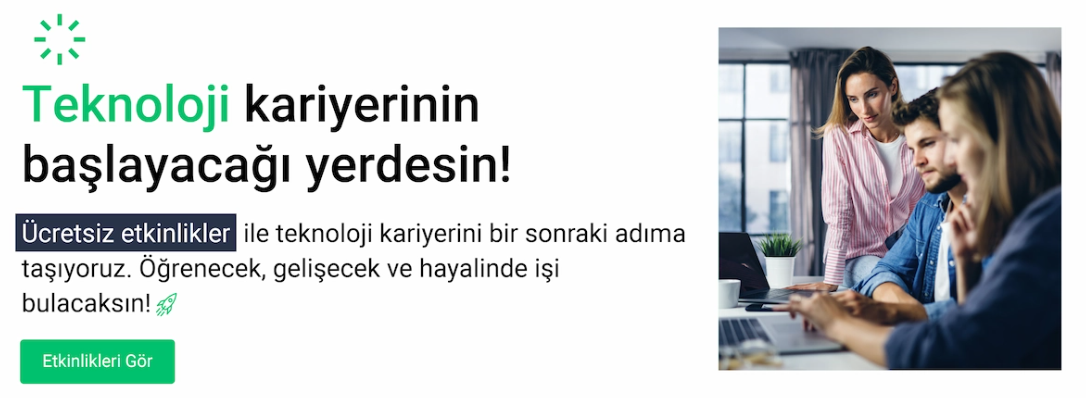 Teknoloji kariyerinin
başlayacağı yerdesin!
Ücretsiz etkinlikler ile teknoloji kariyerini bir sonraki adıma
taşıyoruz. Öğrenecek, gelişecek ve hayalinde işi
bulacaksın!
Etkinlikleri Gör